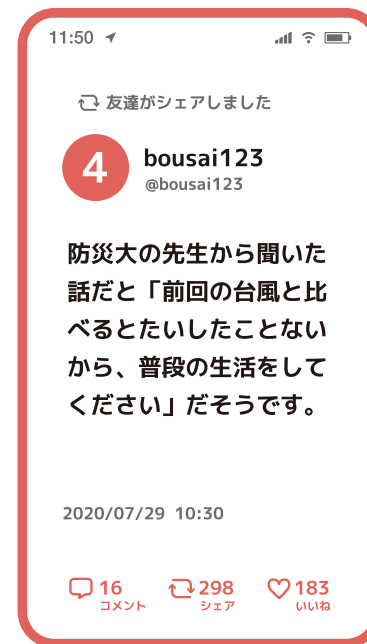 11:50
友達がシェアしました
4
bousai123
@bousai123
防災大の先生から聞いた
話だと「前回の台風と比
べるとたいしたことない
から、普段の生活をして
ください」だそうです。
2020/07/29 10:30
16
コメント
298
シェア
183
いいね